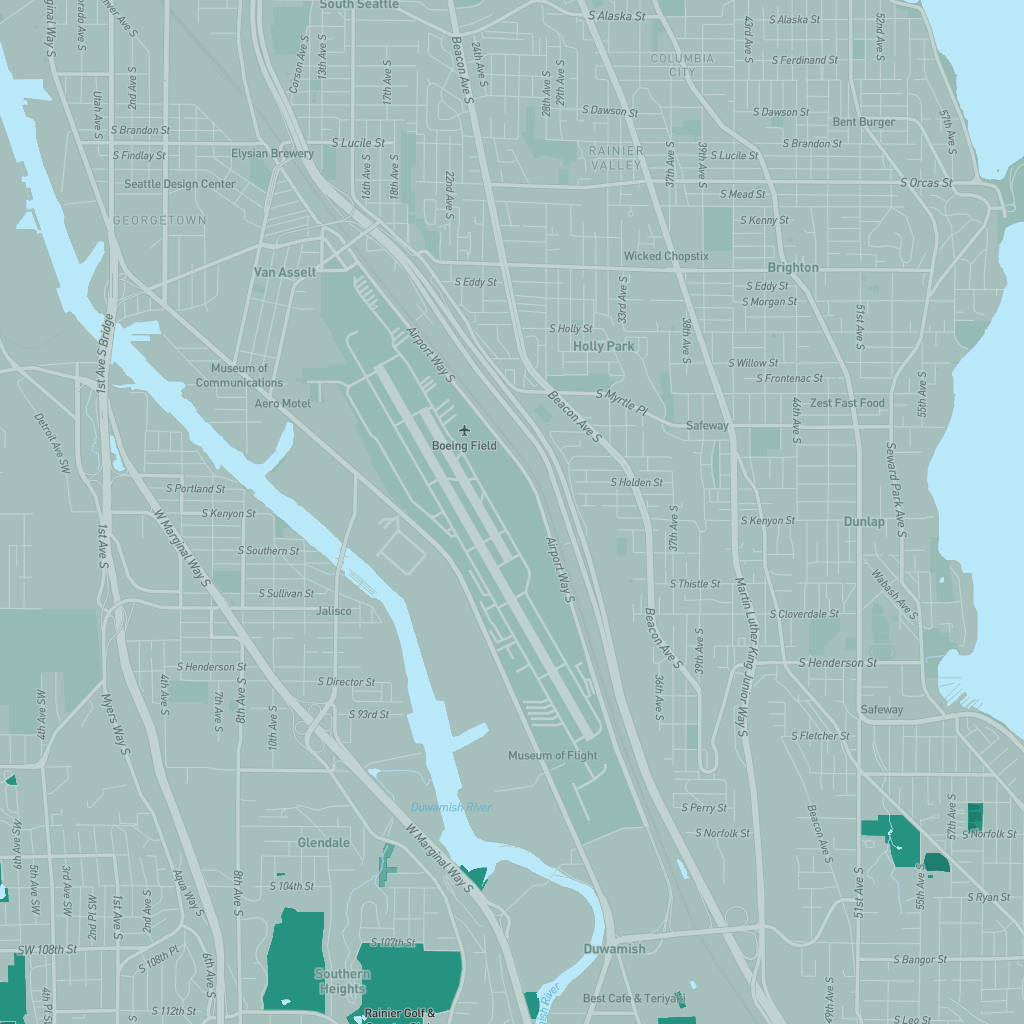 South Seattle
S Alaska St
S Alaska St
Beacon Ave S
24th Ave S
43rd Ave S
52nd Ave S
Corson Ave S
13th Ave S
COLUMBIA
CITY
S Ferdinand St
17th Ave S
28th Ave S
29th Ave S
2nd Ave S
Utah Ave S
S Dawson St
S Dawson St
Bent Burger
57th Ave S
S Brandon St
S Brandon St
S Lucile St
Elysian Brewery
S Findlay St
RAINIER
VALLEY
37th Ave S
39th Ave S
S Lucile St
16th Ave S
18th Ave S
22nd Ave S
Seattle Design Center
S Orcas St
S Mead St
GEORGETOWN
S Kenny St
Wicked Chopstix
Van Asselt
Brighton
S Eddy St
S Eddy St
33rd Ave S
S Morgan St
51st Ave S
1st Ave S Bridge
Airport Way S
S Holly St
38th Ave S
Holly Park
S Willow St
Museum of
Communications
S Frontenac St
55th Ave S
Aero Motel
S Myrtle Pl
Beacon Ave S
46th Ave S
Zest Fast Food
Safeway
Detroit Ave SW
Boeing Field
Seward Park Ave S
S Portland St
S Holden St
W Marginal Way S
S Kenyon St
S Kenyon St
Dunlap
37th Ave S
1st Ave S
S Southern St
Airport Way S
S Thistle St
Wabash Ave S
S Sullivan St
Jalisco
Beacon Ave S
Martin Luther King Junior Way S
S Cloverdale St
39th Ave S
S Henderson St
S Henderson St
4th Ave S
7th Ave S
8th Ave S
S Director St
36th Ave S
4th Ave SW
Myers Way S
10th Ave S
S 93rd St
Safeway
S Fletcher St
Museum of Flight
Duwamish River
S Perry St
57th Ave S
S Norfolk St
S Norfolk St
Beacon Ave S
6th Ave SW
Glendale
W Marginal Way S
5th Ave SW
3rd Ave SW
2nd Pl SW
1st Ave S
2nd Ave S
Aqua Way S
8th Ave S
S 104th St
51st Ave S
55th Ave S
S Ryan St
SW 108th St
S 108th Pl
S 107th St
Duwamish
S Bangor St
6th Ave S
Southern
Heights
Best Cafe & Teriyaki
S 112th St
Rainier Golf &
S Leo St